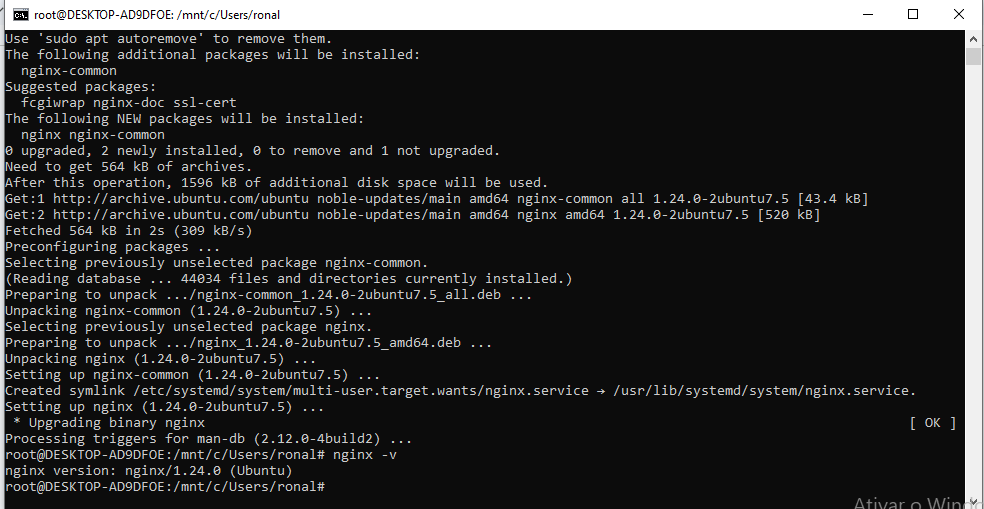 root@DESKTOP-AD9DFOE: /mnt/c/Users/ronal
Use 'sudo apt autoremove' to remove them.
The following additional packages will be installed:
  nginx-common
Suggested packages:
  fcgiwrap nginx-doc ssl-cert
The following NEW packages will be installed:
  nginx nginx-common
0 upgraded, 2 newly installed, 0 to remove and 1 not upgraded.
Need to get 564 kB of archives.
After this operation, 1596 kB of additional disk space will be used.
Get:1 http://archive.ubuntu.com/ubuntu noble-updates/main amd64 nginx-common all 1.24.0-2ubuntu7.5 [43.4 kB]
Get:2 http://archive.ubuntu.com/ubuntu noble-updates/main amd64 nginx amd64 1.24.0-2ubuntu7.5 [520 kB]
Fetched 564 kB in 2s (309 kB/s)
Preconfiguring packages ...
Selecting previously unselected package nginx-common.
(Reading database ... 44034 files and directories currently installed.)
Preparing to unpack .../nginx-common_1.24.0-2ubuntu7.5_all.deb ...
Unpacking nginx-common (1.24.0-2ubuntu7.5) ...
Selecting previously unselected package nginx.
Preparing to unpack .../nginx_1.24.0-2ubuntu7.5_amd64.deb ...
Unpacking nginx (1.24.0-2ubuntu7.5) ...
Setting up nginx-common (1.24.0-2ubuntu7.5) ...
Created symlink /etc/systemd/system/multi-user.target.wants/nginx.service → /usr/lib/systemd/system/nginx.service.
Setting up nginx (1.24.0-2ubuntu7.5) ...
 * Upgrading binary nginx [ OK ]
Processing triggers for man-db (2.12.0-4build2) ...
root@DESKTOP-AD9DFOE:/mnt/c/Users/ronal# nginx -v
nginx version: nginx/1.24.0 (Ubuntu)
root@DESKTOP-AD9DFOE:/mnt/c/Users/ronal#
Ativar o